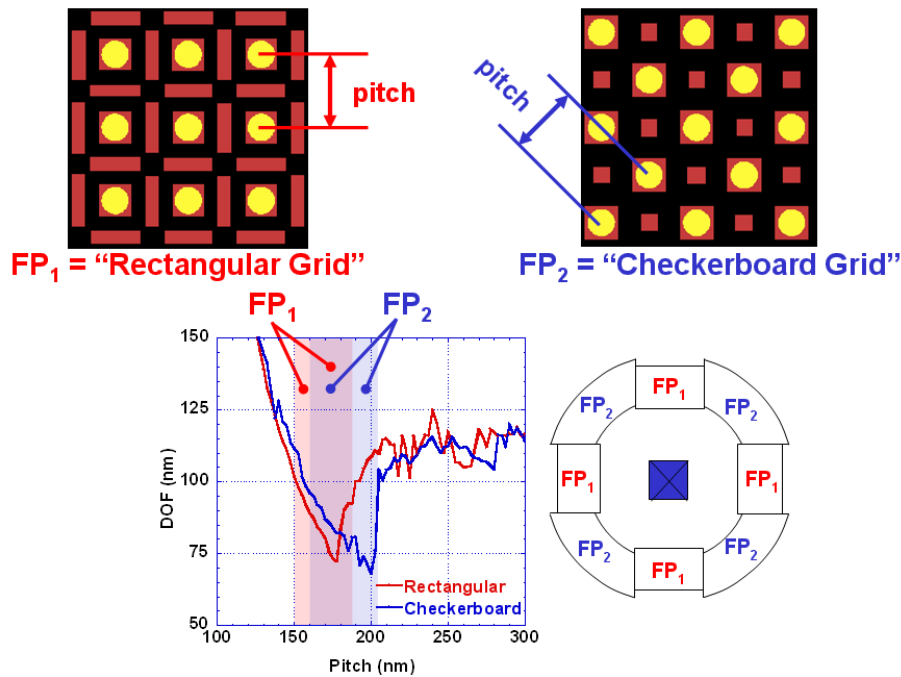 pitch
pitch
FP1 = “Rectangular Grid”
FP2 = “Checkerboard Grid”
FP1
FP2
150
125
100
75
50
DOF (nm)
Rectangular
Checkerboard
100
150
200
250
300
Pitch (nm)
FP1
FP2
FP2
FP1
FP1
FP2
FP2
FP1